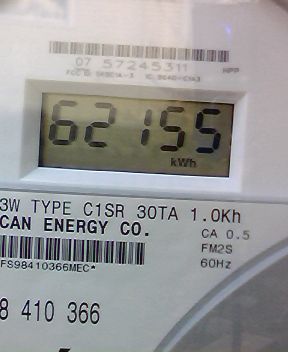 07 57245311
HPP
62155
kWh
3W TYPE C1SR 30TA 1.0Kh
CAN ENERGY CO.
CA 0.5
FM2S
60Hz
FS98410366MEC*
8 410 366